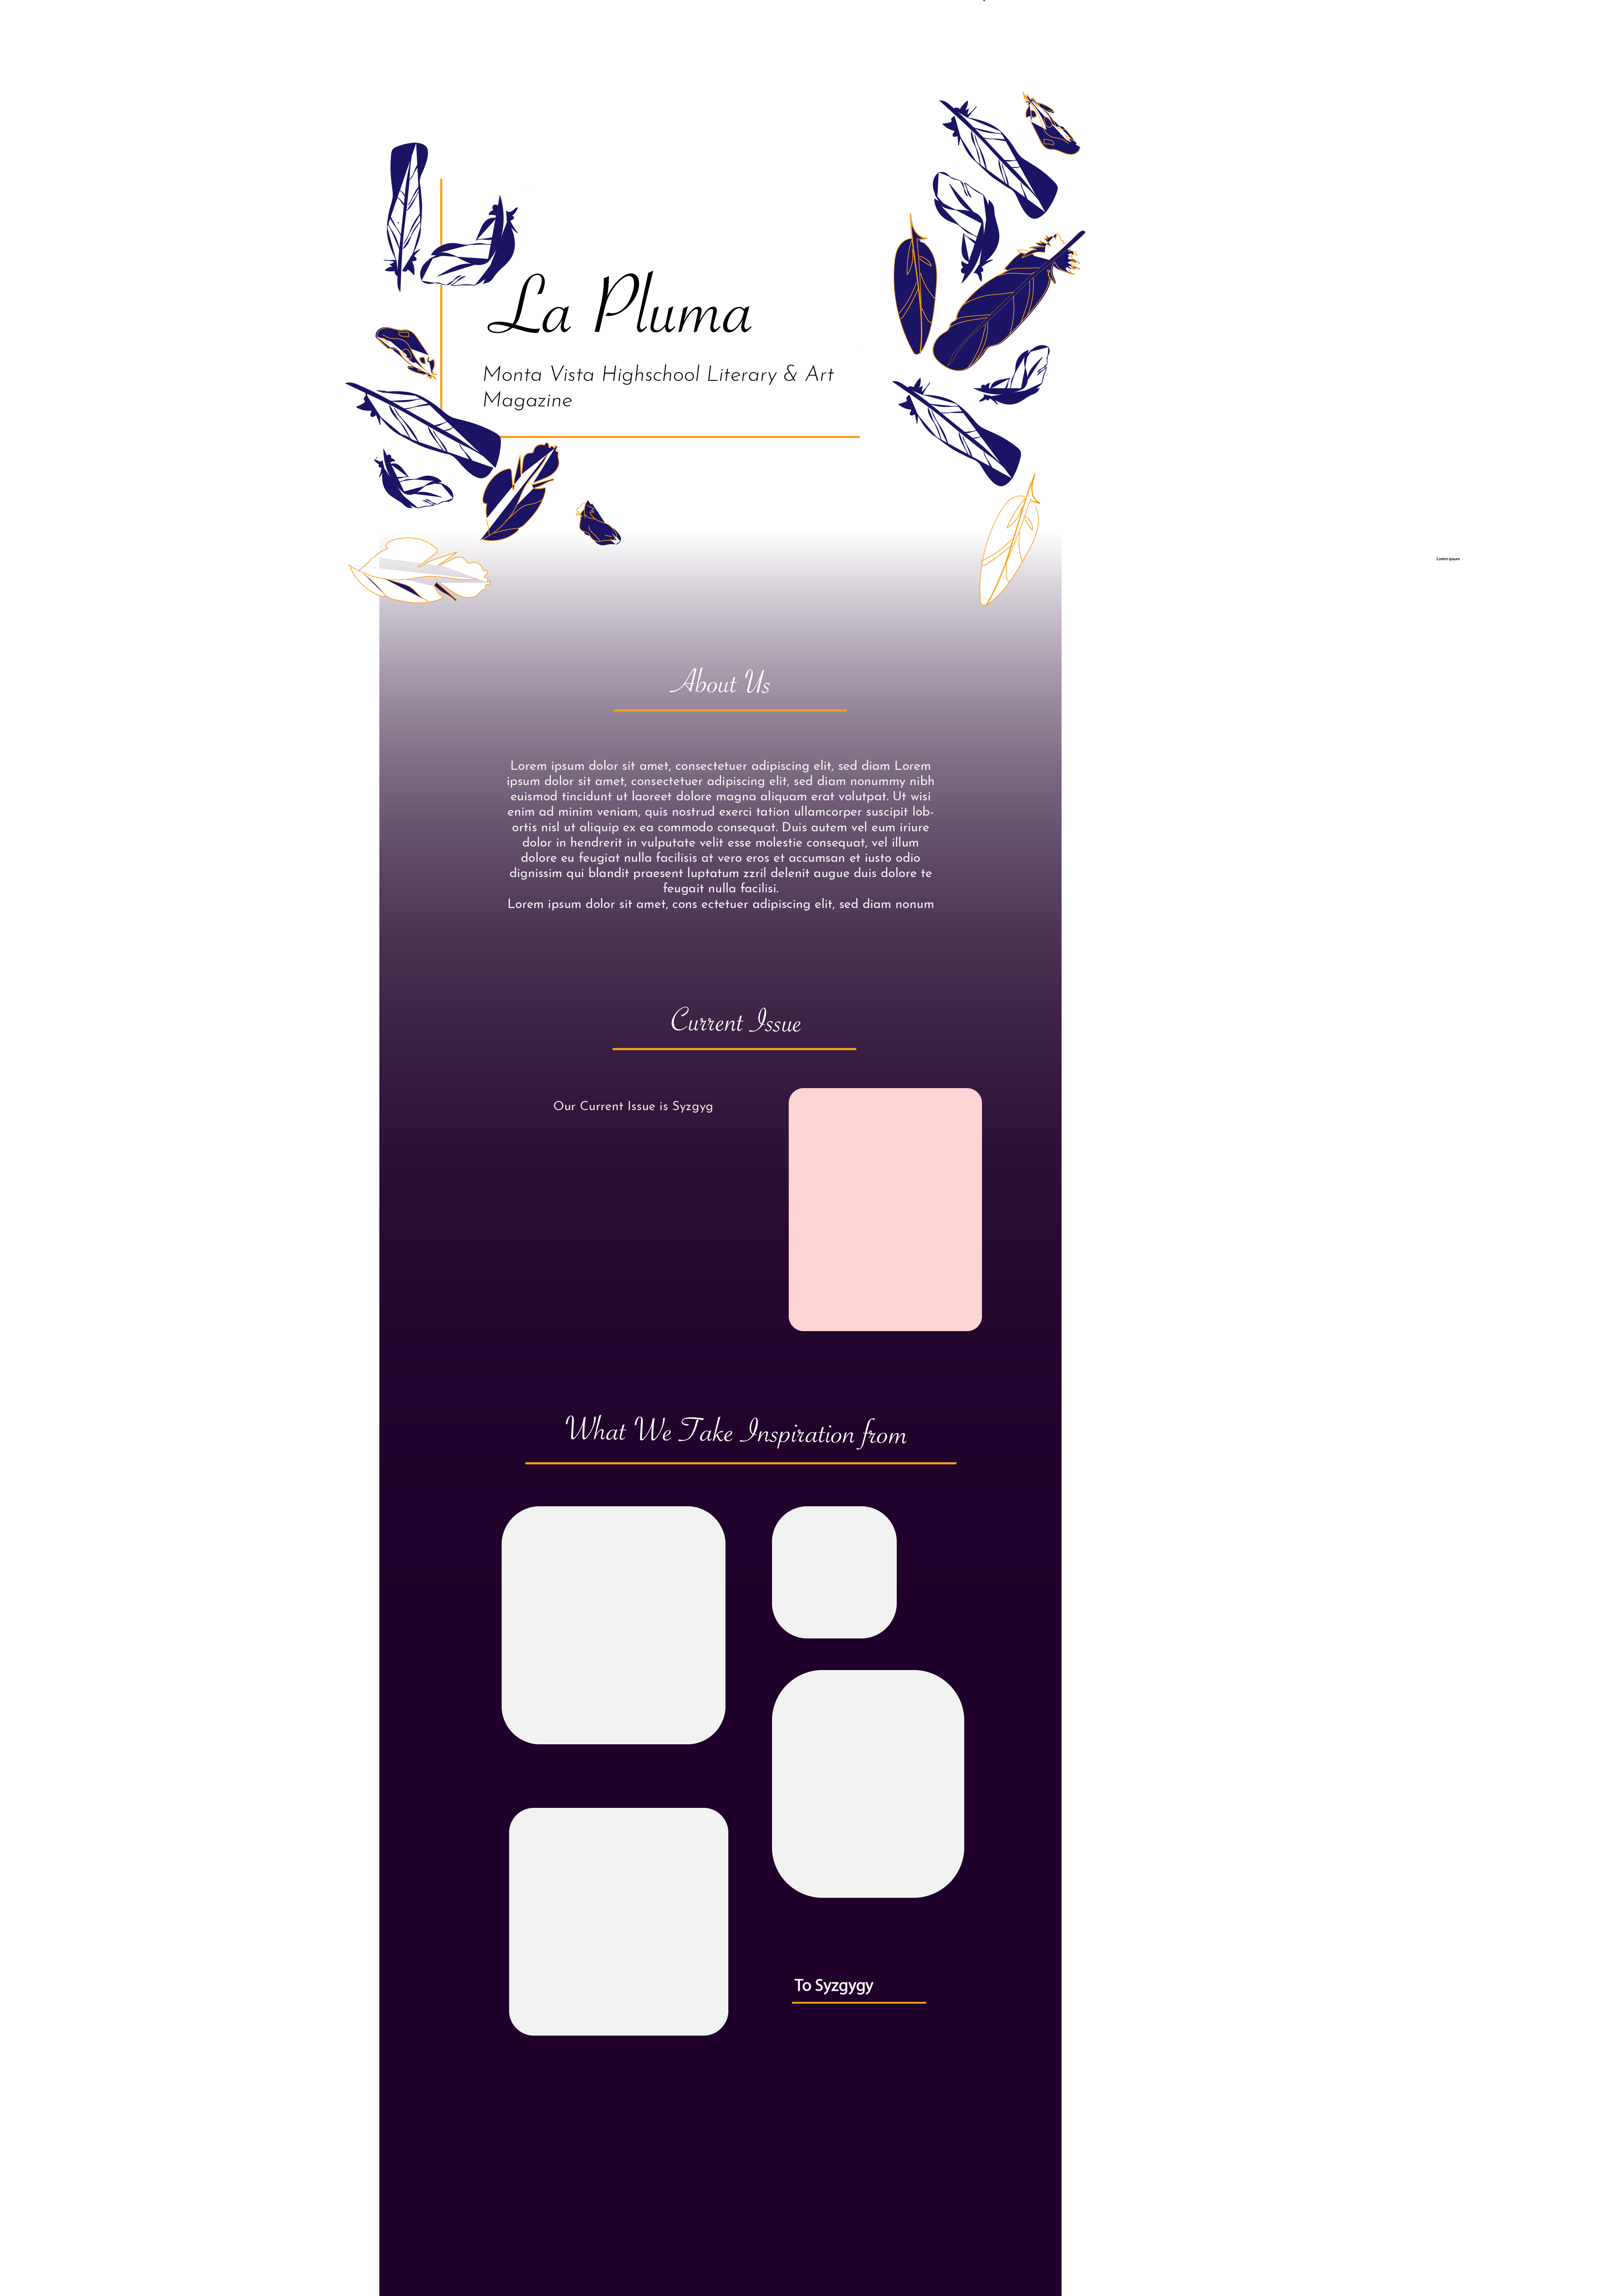 La Pluma
Monta Vista Highschool Literary & Art
Magazine
Lorem ipsum
About Us
Lorem ipsum dolor sit amet, consectetuer adipiscing elit, sed diam Lorem
ipsum dolor sit amet, consectetuer adipiscing elit, sed diam nonummy nibh
euismod tincidunt ut laoreet dolore magna aliquam erat volutpat. Ut wisi
enim ad minim veniam, quis nostrud exerci tation ullamcorper suscipit lob-
ortis nisl ut aliquip ex ea commodo consequat. Duis autem vel eum iriure
dolor in hendrerit in vulputate velit esse molestie consequat, vel illum
dolore eu feugiat nulla facilisis at vero eros et accumsan et iusto odio
dignissim qui blandit praesent luptatum zzril delenit augue duis dolore te
feugait nulla facilisi.
Lorem ipsum dolor sit amet, cons ectetuer adipiscing elit, sed diam nonum
Current Issue
Our Current Issue is Syzgyg
What We Take Inspiration from
To Syzgygy